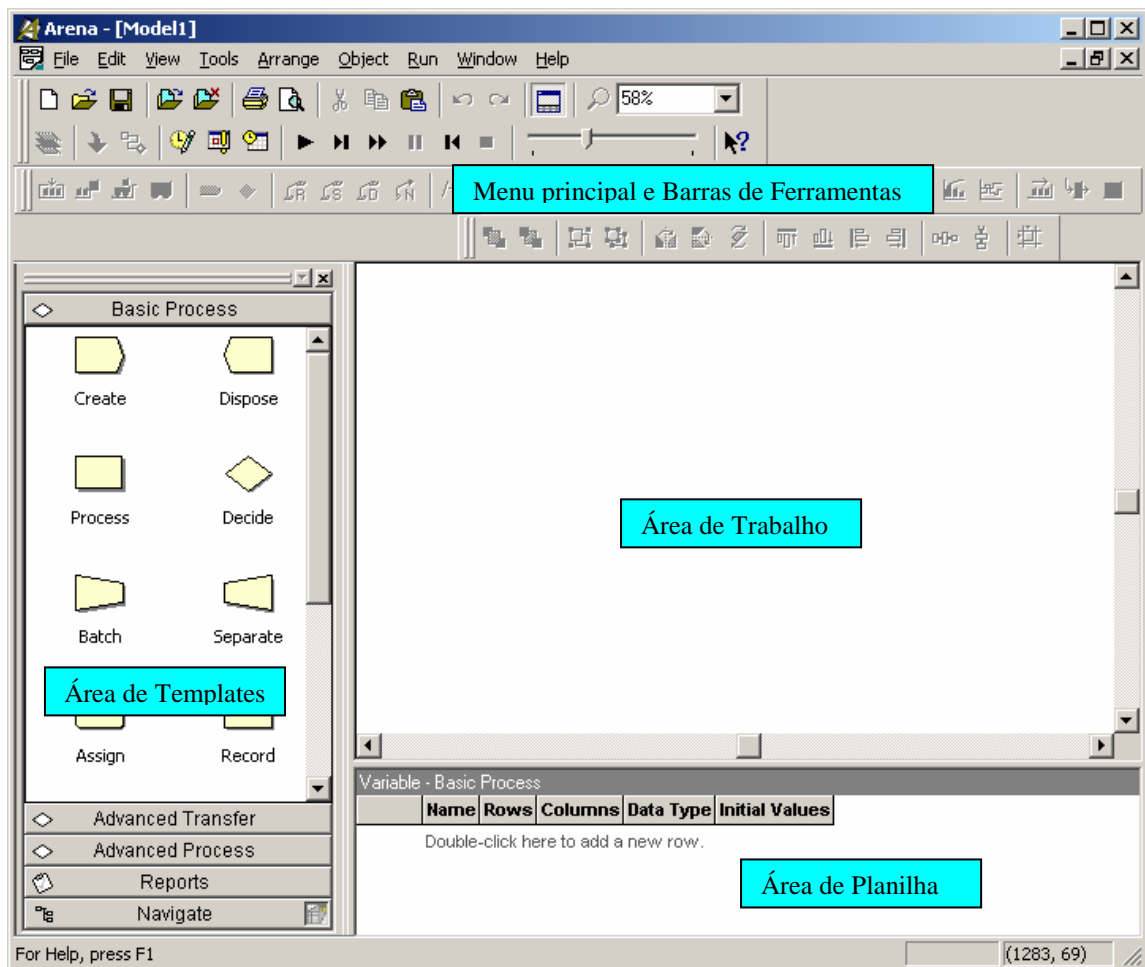 Arena - [Model1]
File Edit View Tools Arrange Object Run Window Help
58%
Menu principal e Barras de Ferramentas
Basic Process
Create Dispose
Process Decide
Área de Trabalho
Batch Separate
Área de Templates
Assign Record
Variable - Basic Process
Name Rows Columns Data Type Initial Values
Double-click here to add a new row.
Advanced Transfer
Advanced Process
Área de Planilha
Reports
Navigate
For Help, press F1
(1283, 69)